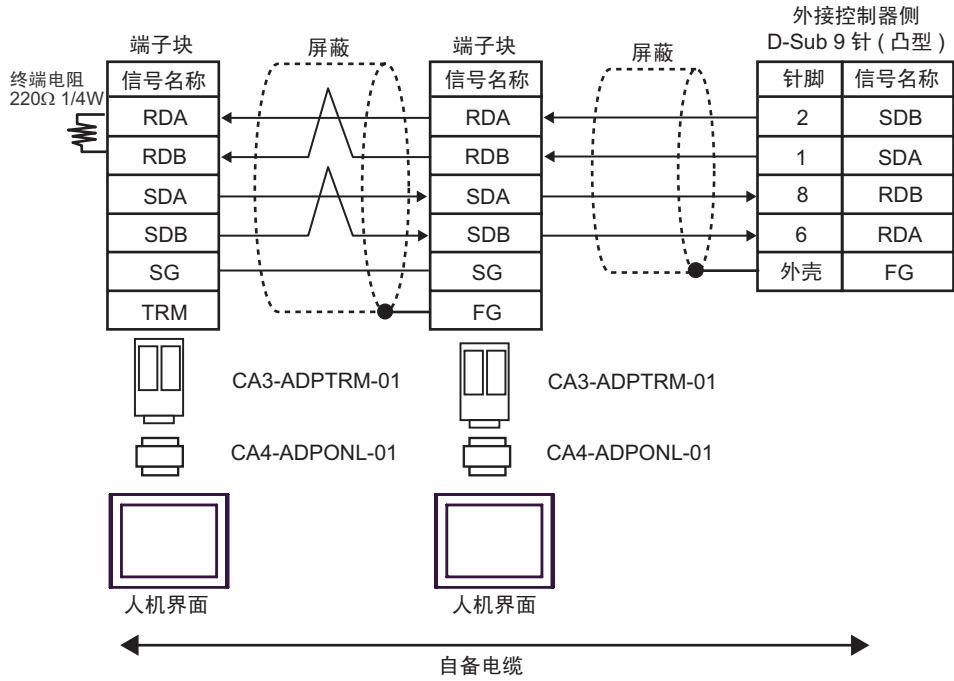 外接控制器侧
端子块 屏蔽 端子块 屏蔽 D-Sub 9 针 ( 凸型 )
终端电阻
220Ω 1/4W
信号名称 信号名称 针脚 信号名称
RDA RDA 2 SDB
RDB RDB 1 SDA
SDA SDA 8 RDB
SDB SDB 6 RDA
SG SG 外壳 FG
TRM FG
CA3-ADPTRM-01 CA3-ADPTRM-01
CA4-ADPONL-01 CA4-ADPONL-01
人机界面 人机界面
自备电缆